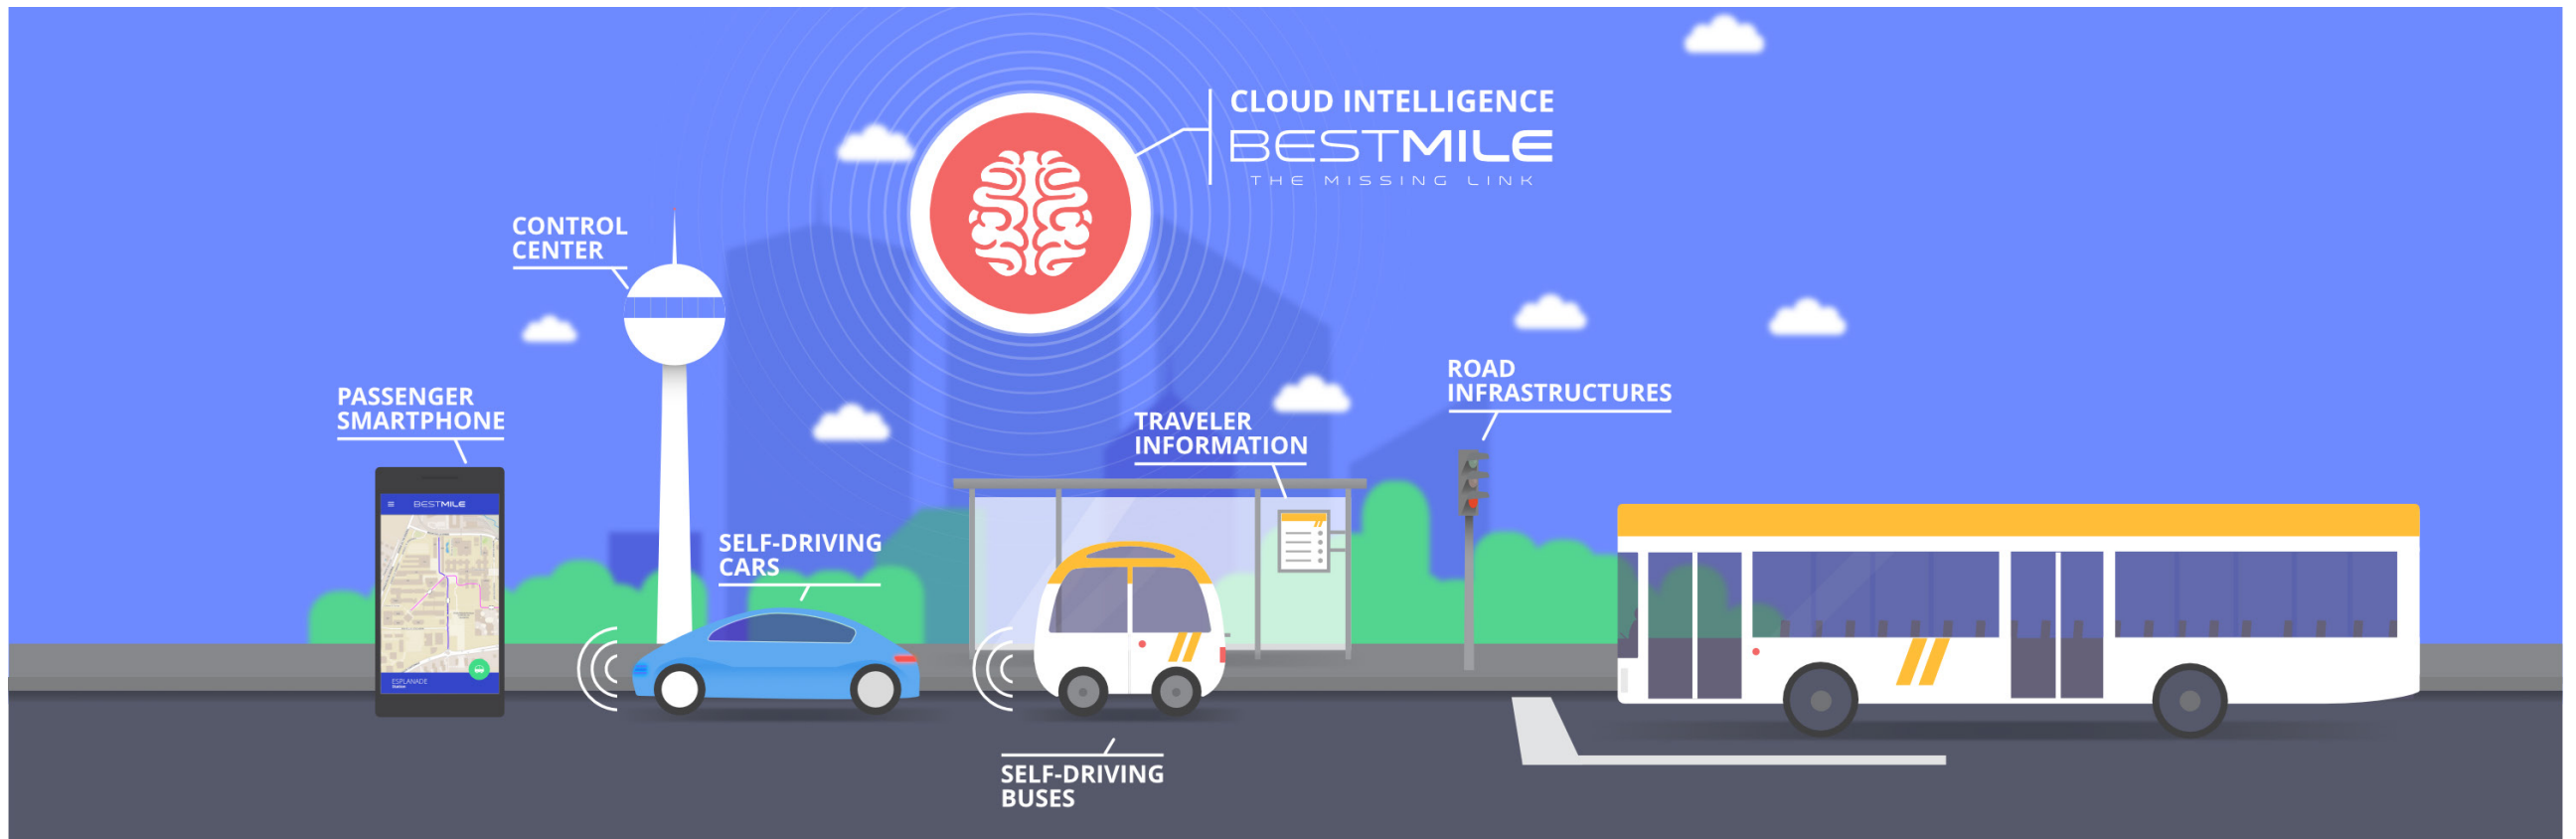 CLOUD INTELLIGENCE
BESTMILE
THE MISSING LINK
CONTROL
CENTER
PASSENGER
SMARTPHONE
BESTMILE
ESPLANADE
SELF-DRIVING
CARS
TRAVELER
INFORMATION
ROAD
INFRASTRUCTURES
SELF-DRIVING
BUSES